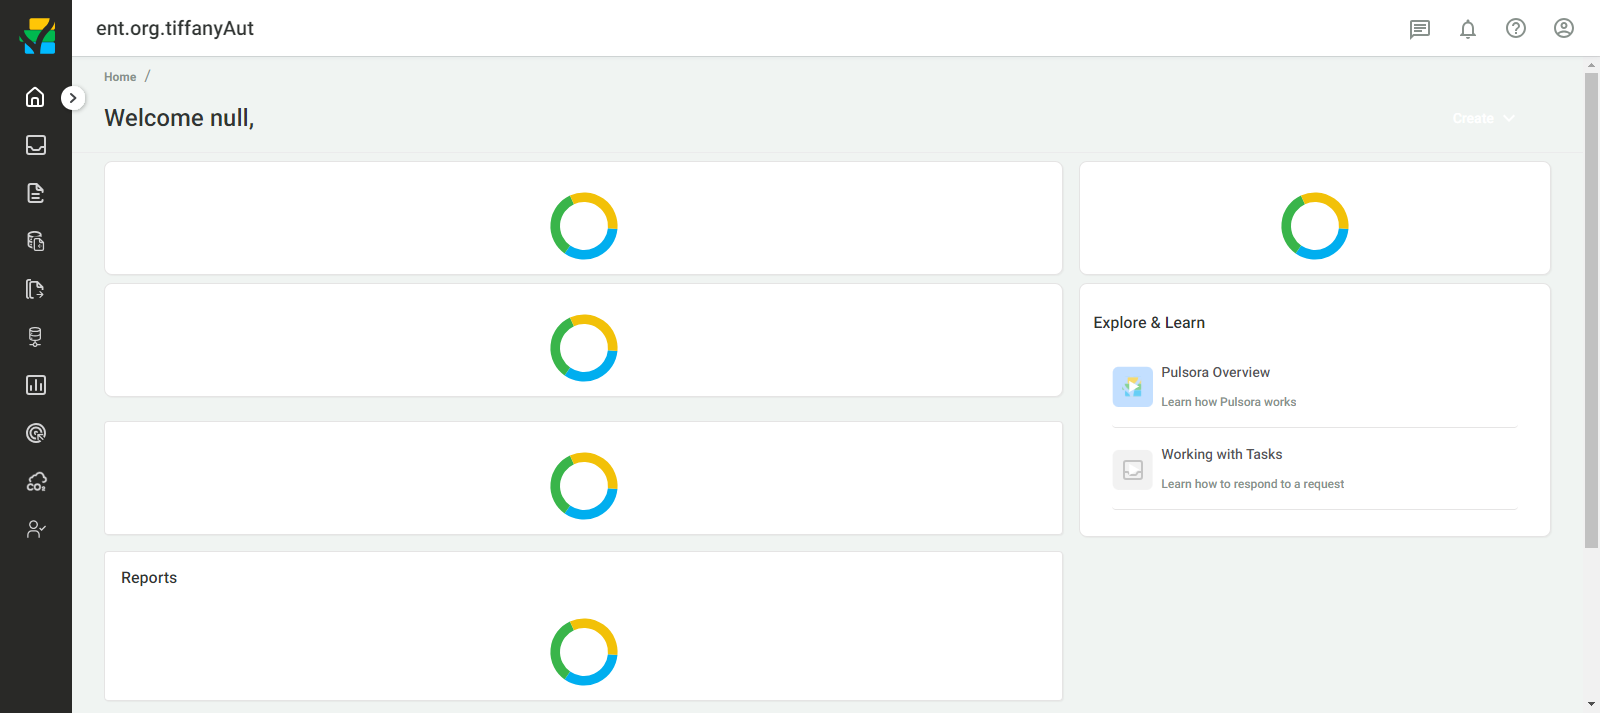 ent.org.tiffanyAut
Home /
Welcome null,
Create
Explore & Learn
Pulsora Overview
Learn how Pulsora works
Working with Tasks
Learn how to respond to a request
Reports
CO₂